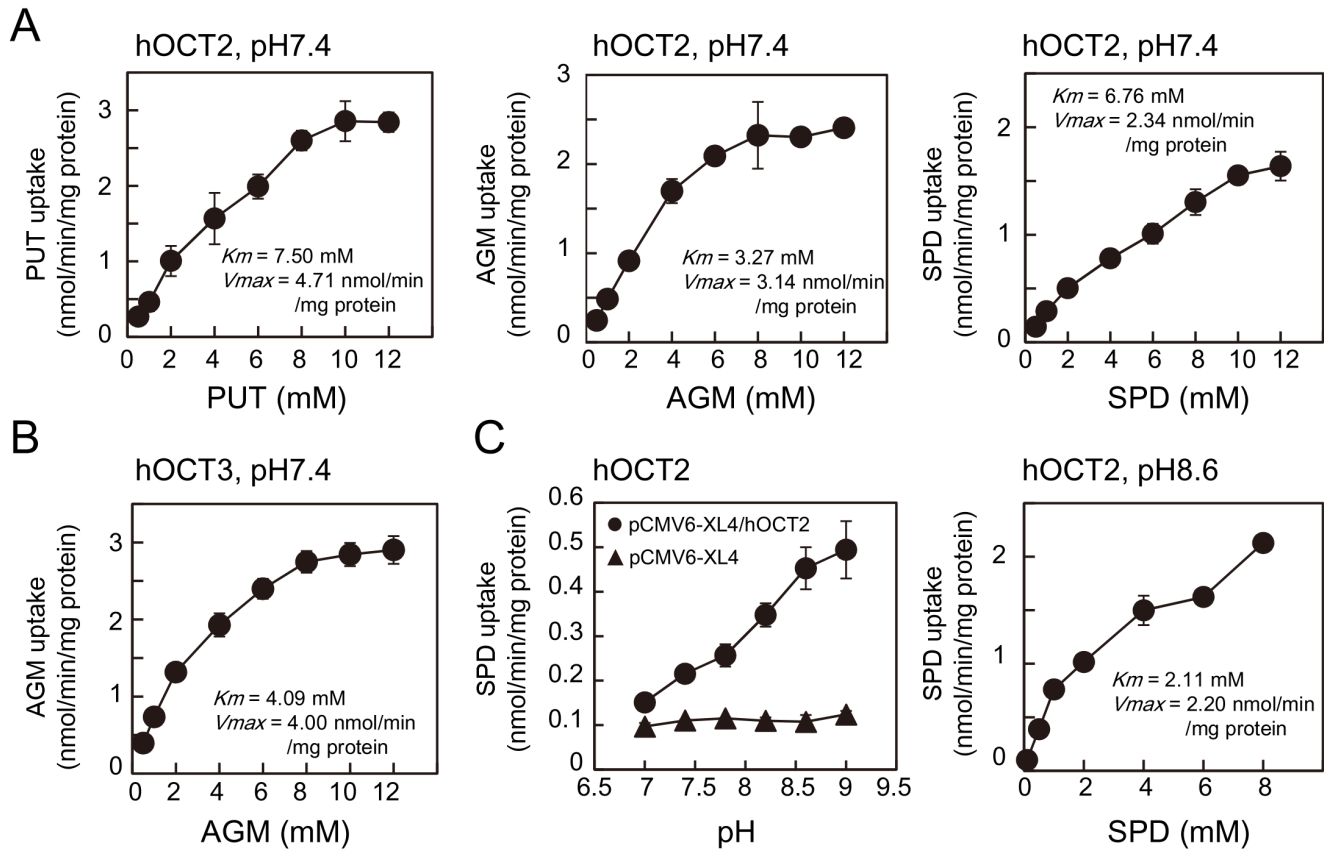 A
hOCT2, pH7.4
PUT uptake
(nmol/min/mg protein)
3
2
1
0
Km = 7.50 mM
Vmax = 4.71 nmol/min
/mg protein
0 2 4 6 8 10 12
PUT (mM)
hOCT2, pH7.4
AGM uptake
(nmol/min/mg protein)
3
2
1
0
Km = 3.27 mM
Vmax = 3.14 nmol/min
/mg protein
0 2 4 6 8 10 12
AGM (mM)
hOCT2, pH7.4
SPD uptake
(nmol/min/mg protein)
2
1
0
Km = 6.76 mM
Vmax = 2.34 nmol/min
/mg protein
0 2 4 6 8 10 12
SPD (mM)
B
hOCT3, pH7.4
AGM uptake
(nmol/min/mg protein)
3
2
1
0
Km = 4.09 mM
Vmax = 4.00 nmol/min
/mg protein
0 2 4 6 8 10 12
AGM (mM)
C
hOCT2
SPD uptake
(nmol/min/mg protein)
0.6
0.5
0.4
0.3
0.2
0.1
0
pCMV6-XL4/hOCT2
pCMV6-XL4
6.5 7 7.5 8 8.5 9 9.5
pH
hOCT2, pH8.6
SPD uptake
(nmol/min/mg protein)
2
1
0
Km = 2.11 mM
Vmax = 2.20 nmol/min
/mg protein
0 2 4 6 8
SPD (mM)